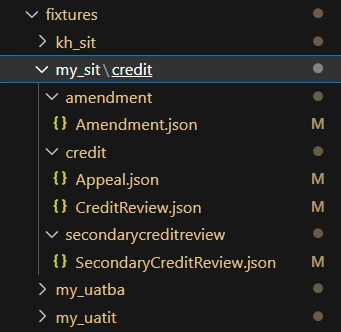 fixtures
kh_sit
my_sit\credit
amendment
{} Amendment.json M
credit
{} Appeal.json M
{} CreditReview.json M
secondarycreditreview
{} SecondaryCreditReview.json M
my_uatba
my_uatit